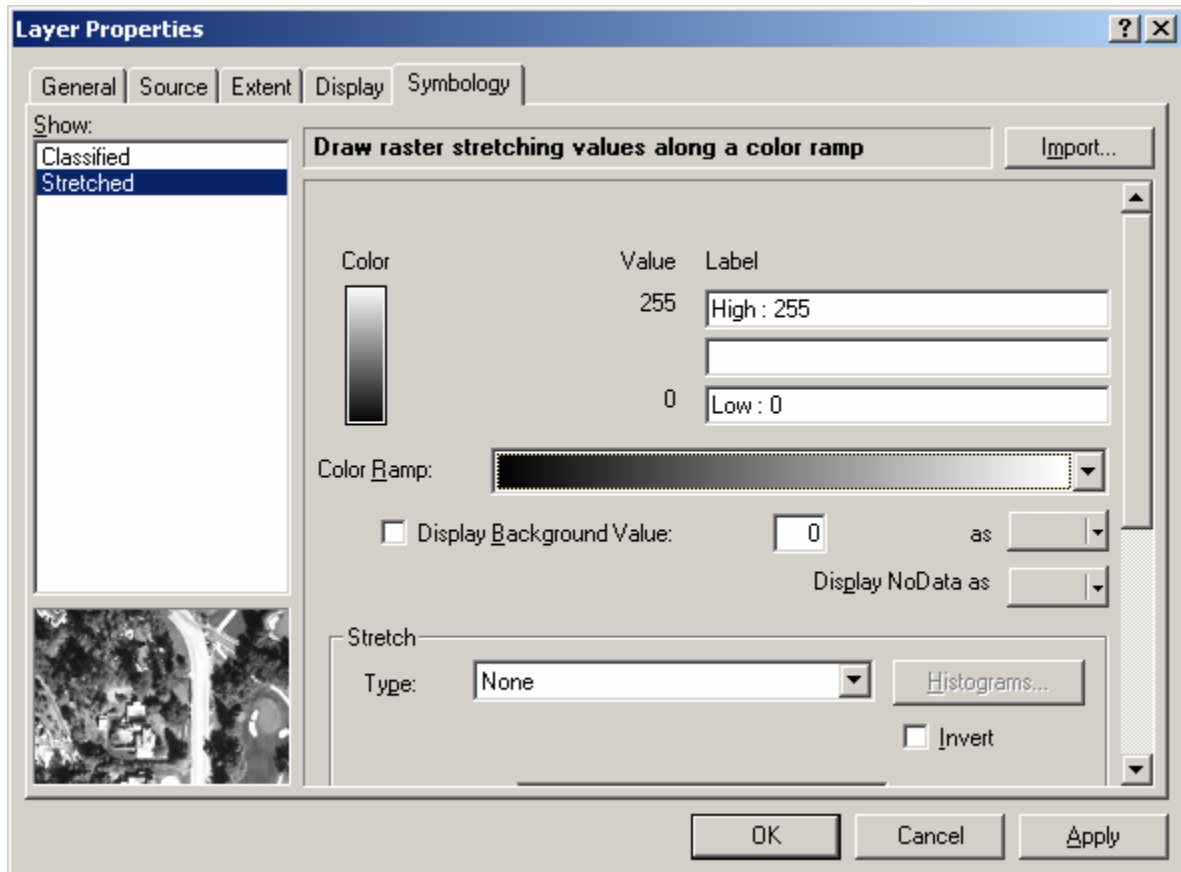 Layer Properties
General Source Extent Display Symbology
Show:
Classified
Stretched
Draw raster stretching values along a color ramp
Import...
Color Value Label
255 High : 255
0 Low : 0
Color Ramp:
Display Background Value: 0 as
Display NoData as
Stretch
Type: None Histograms...
Invert
OK Cancel Apply